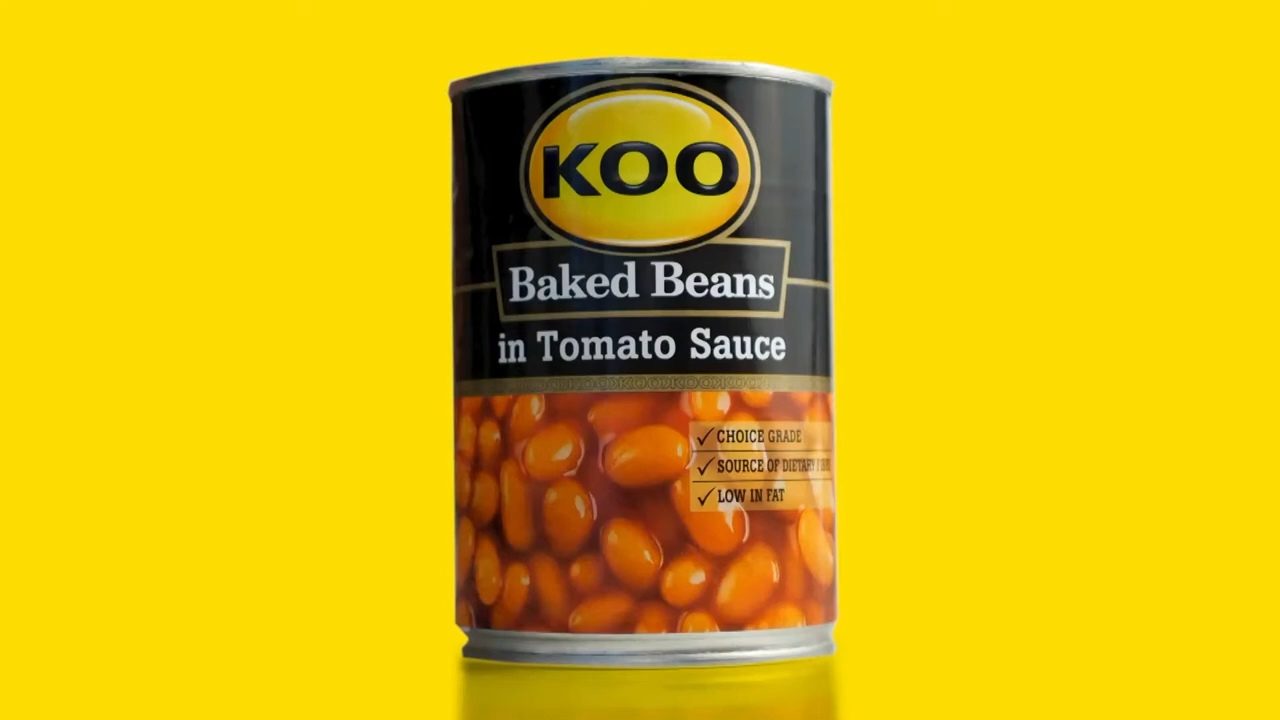 KOO
Baked Beans
in Tomato Sauce
CHOICE GRADE
SOURCE OF DIETARY
LOW IN FAT